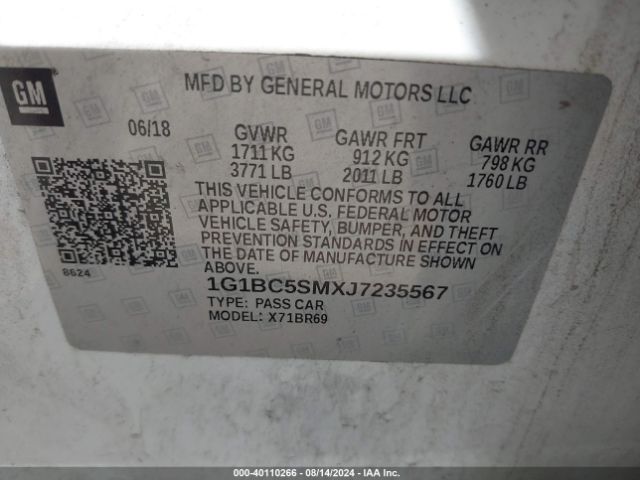 GM
MFD BY GENERAL MOTORS LLC
06/18
GVWR
1711 KG
3771 LB
GAWR FRT
912 KG
2011 LB
GAWR RR
798 KG
1760 LB
THIS VEHICLE CONFORMS TO ALL
APPLICABLE U.S. FEDERAL MOTOR
VEHICLE SAFETY, BUMPER, AND THEFT
PREVENTION STANDARDS IN EFFECT ON
THE DATE OF MANUFACTURE SHOWN ABOVE.
8624
1G1BC5SMXJ7235567
TYPE: PASS CAR
MODEL: X71BR69
000-40110266 - 08/14/2024 - IAA Inc.